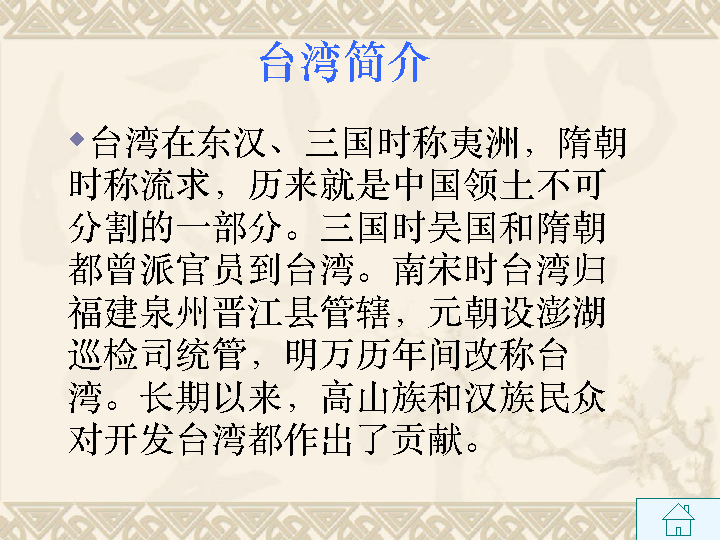 台湾简介
台湾在东汉、三国时称夷洲，隋朝
时称流求，历来就是中国领土不可
分割的一部分。三国时吴国和隋朝
都曾派官员到台湾。南宋时台湾归
福建泉州晋江县管辖，元朝设澎湖
巡检司统管，明万历年间改称台
湾。长期以来，高山族和汉族民众
对开发台湾都作出了贡献。